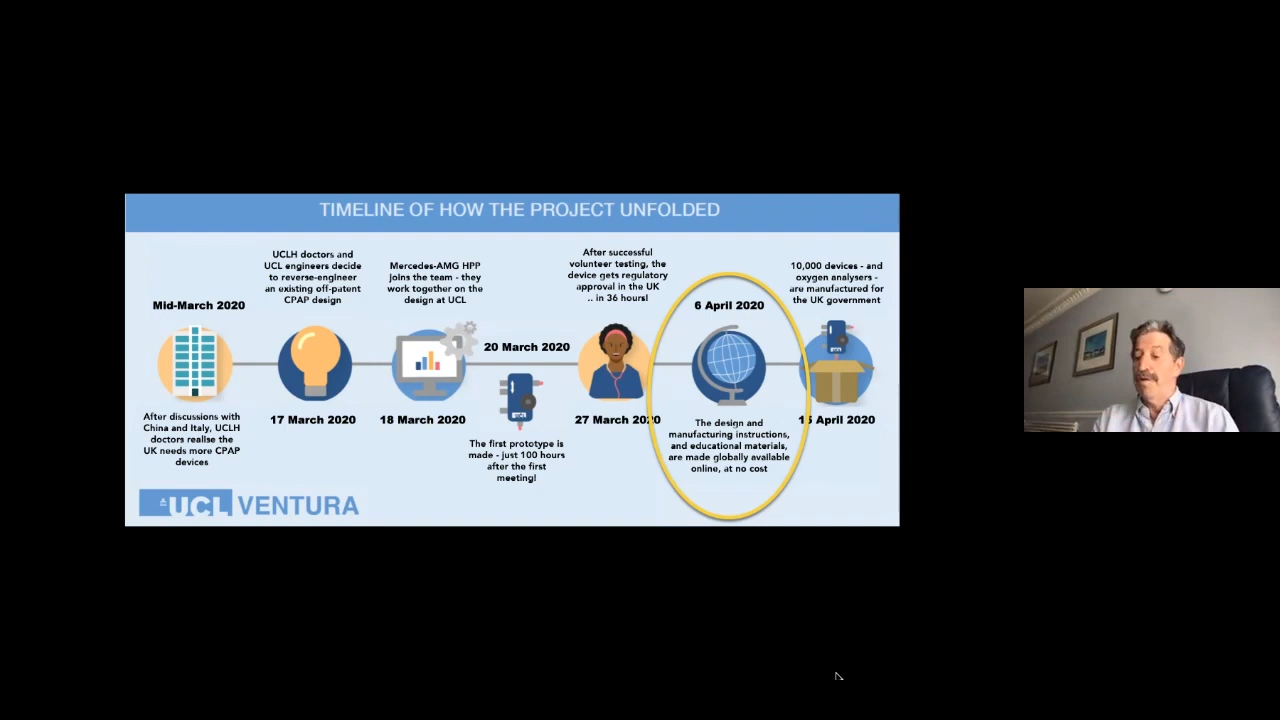 TIMELINE OF HOW THE PROJECT UNFOLDED
Mid-March 2020
After discussions with
China and Italy, UCLH
doctors realise the
UK needs more CPAP
devices
UCLH doctors and
UCL engineers decide
to reverse-engineer
an existing off-patent
CPAP design
17 March 2020
Mercedes-AMG HPP
joins the team - they
work together on the
design at UCL
18 March 2020
20 March 2020
The first prototype is
made - just 100 hours
after the first
meeting!
After successful
volunteer testing, the
device gets regulatory
approval in the UK
.. in 36 hours!
27 March 2020
6 April 2020
The design and
manufacturing instructions,
and educational materials,
are made globally available
online, at no cost
10,000 devices - and
oxygen analysers -
are manufactured for
the UK government
15 April 2020
UCL VENTURA